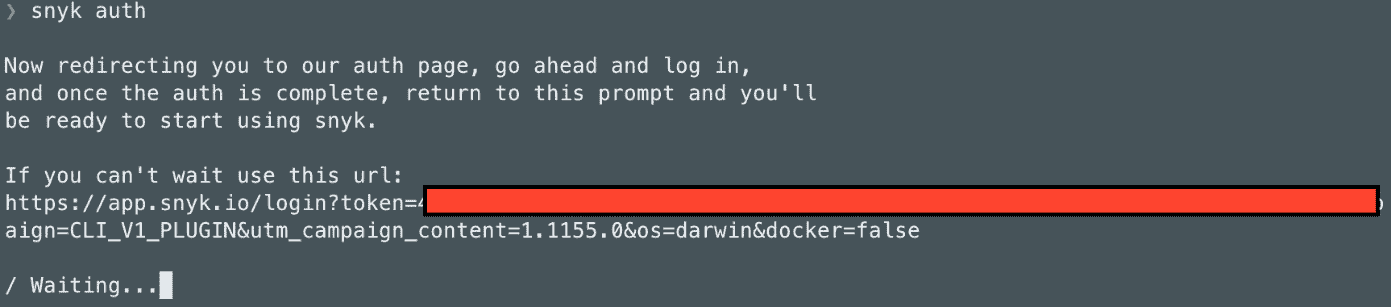 ❯ snyk auth
Now redirecting you to our auth page, go ahead and log in,
and once the auth is complete, return to this prompt and you'll
be ready to start using snyk.
If you can't wait use this url:
https://app.snyk.io/login?token=
aign=CLI_V1_PLUGIN&utm_campaign_content=1.1155.0&os=darwin&docker=false
/ Waiting...